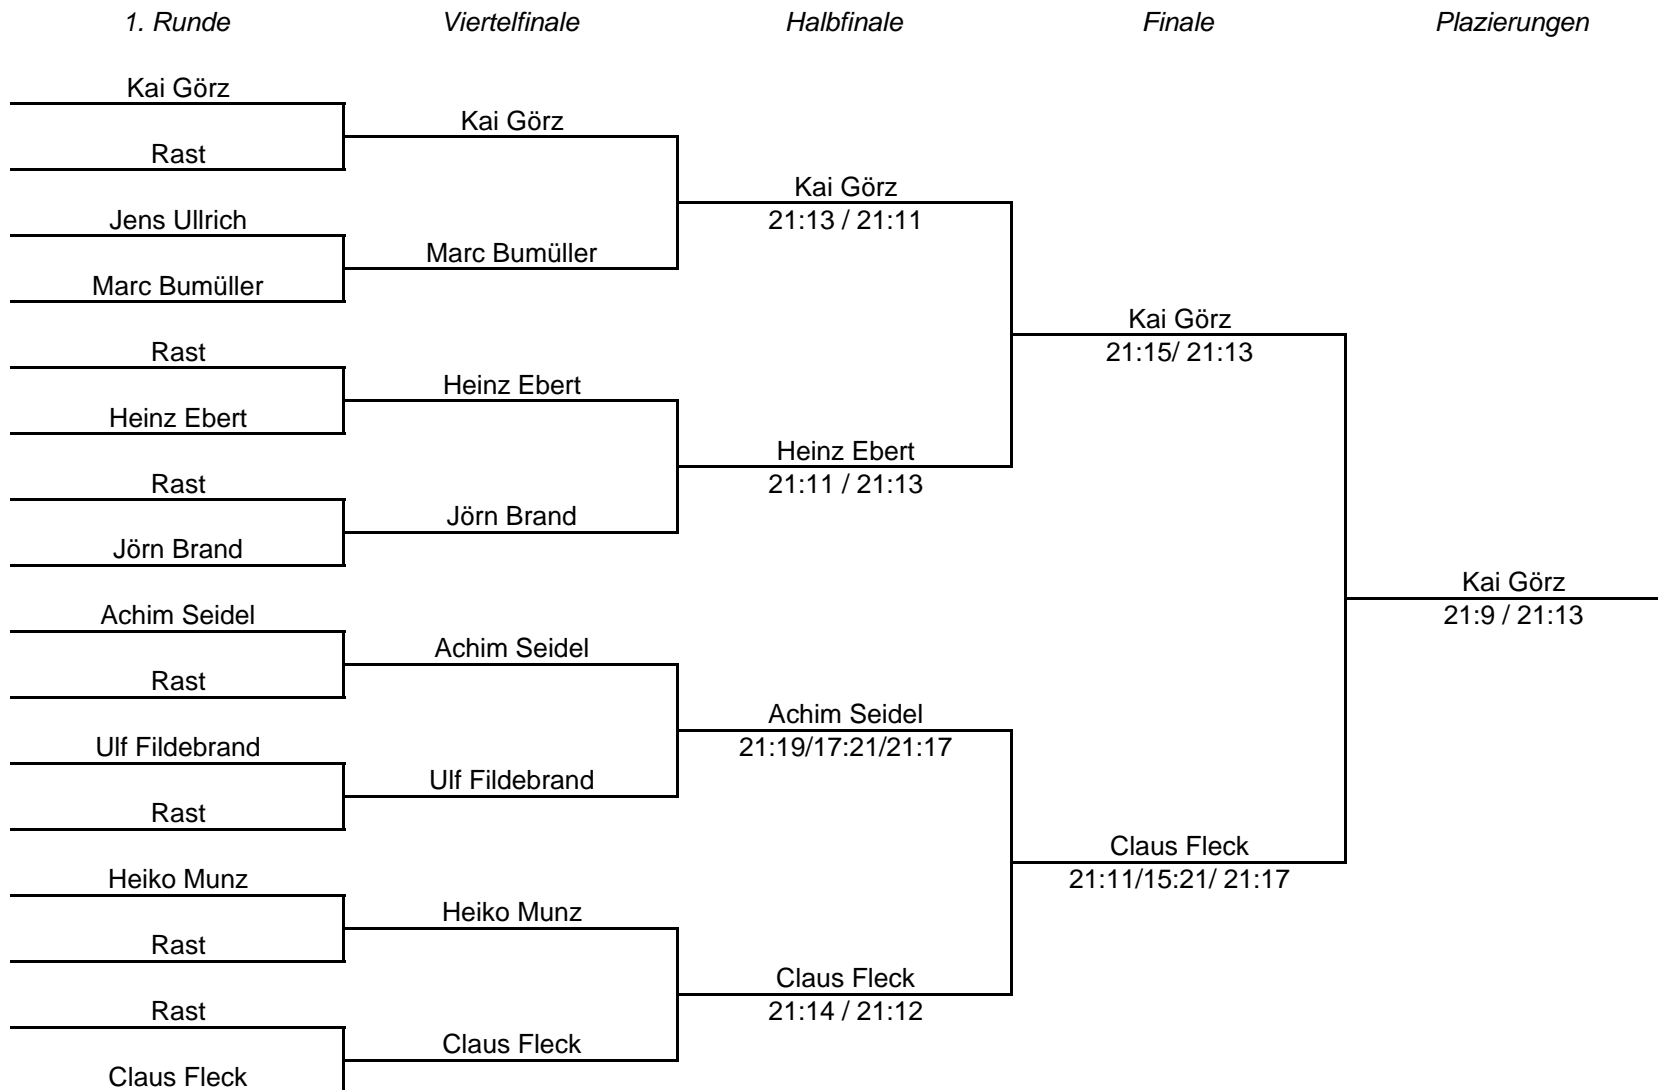 1. Runde Viertelfinale Halbfinale Finale Plazierungen
Kai Görz
Rast
Jens Ullrich
Marc Bumüller
Rast
Heinz Ebert
Rast
Jörn Brand
Achim Seidel
Rast
Ulf Fildebrand
Rast
Heiko Munz
Rast
Rast
Claus Fleck
Kai Görz
Marc Bumüller
Heinz Ebert
Jörn Brand
Achim Seidel
Ulf Fildebrand
Heiko Munz
Claus Fleck
Kai Görz
21:13 / 21:11
Heinz Ebert
21:11 / 21:13
Achim Seidel
21:19/17:21/21:17
Claus Fleck
21:14 / 21:12
Kai Görz
21:15/ 21:13
Claus Fleck
21:11/15:21/ 21:17
Kai Görz
21:9 / 21:13